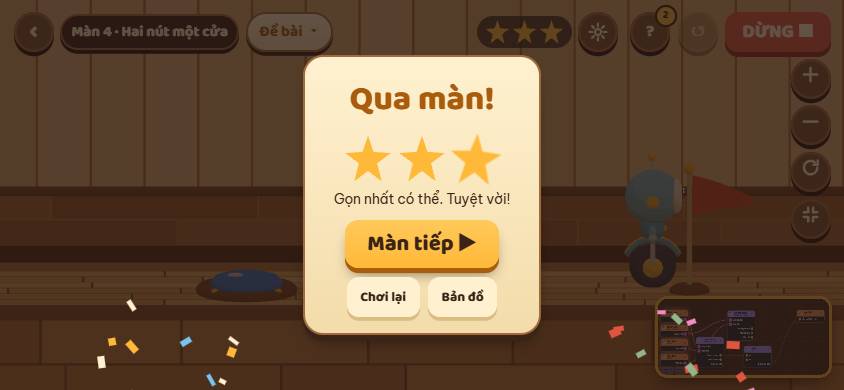 Màn 4 · Hai nút một cửa
Đề bài
2
?
DỪNG
Qua màn!
Gọn nhất có thể. Tuyệt vời!
Màn tiếp
Chơi lại
Bản đồ